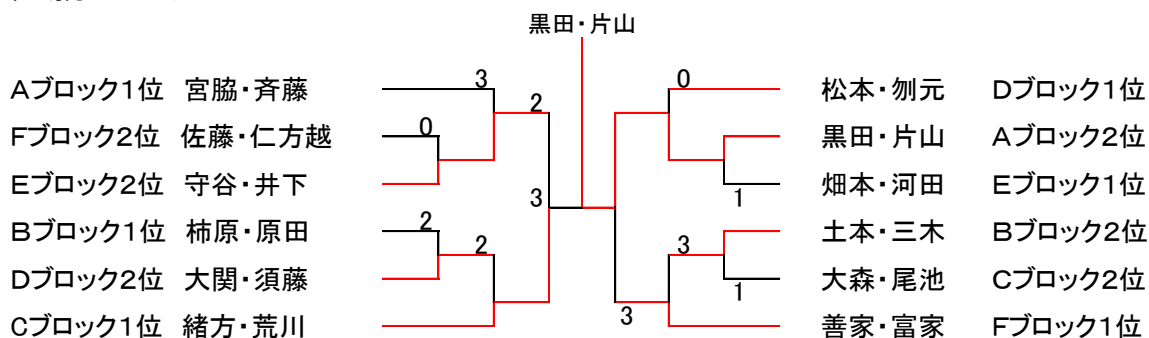 黒田・片山
Aブロック1位 宮脇・斉藤 3 0 松本・刎元 Dブロック1位
2
Fブロック2位 佐藤・仁方越 0 黒田・片山 Aブロック2位
Eブロック2位 守谷・井下 畑本・河田 Eブロック1位
3 1
Bブロック1位 柿原・原田 2 土本・三木 Bブロック2位
2 3
Dブロック2位 大関・須藤 大森・尾池 Cブロック2位
1
Cブロック1位 緒方・荒川 3 善家・富家 Fブロック1位